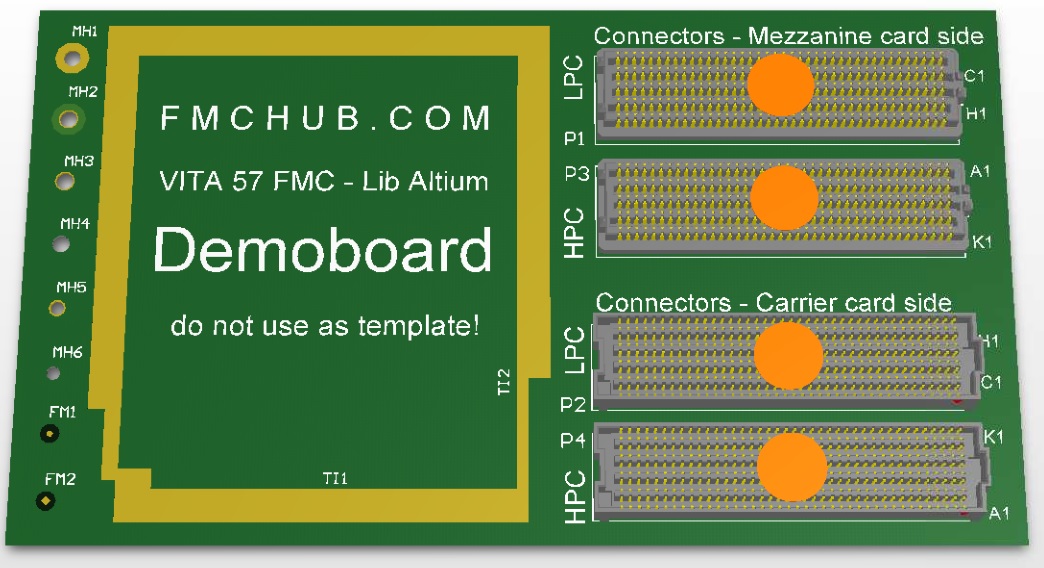 MH1
MH2
MH3
MH4
MH5
MH6
FM1
FM2
FMCHUB.COM
VITA 57 FMC - Lib Altium
Demoboard
do not use as template!
TI2
TI1
Connectors - Mezzanine card side
LPC
C1
H1
P1
P3
A1
HPC
K1
Connectors - Carrier card side
LPC
H1
C1
P2
P4
K1
HPC
A1